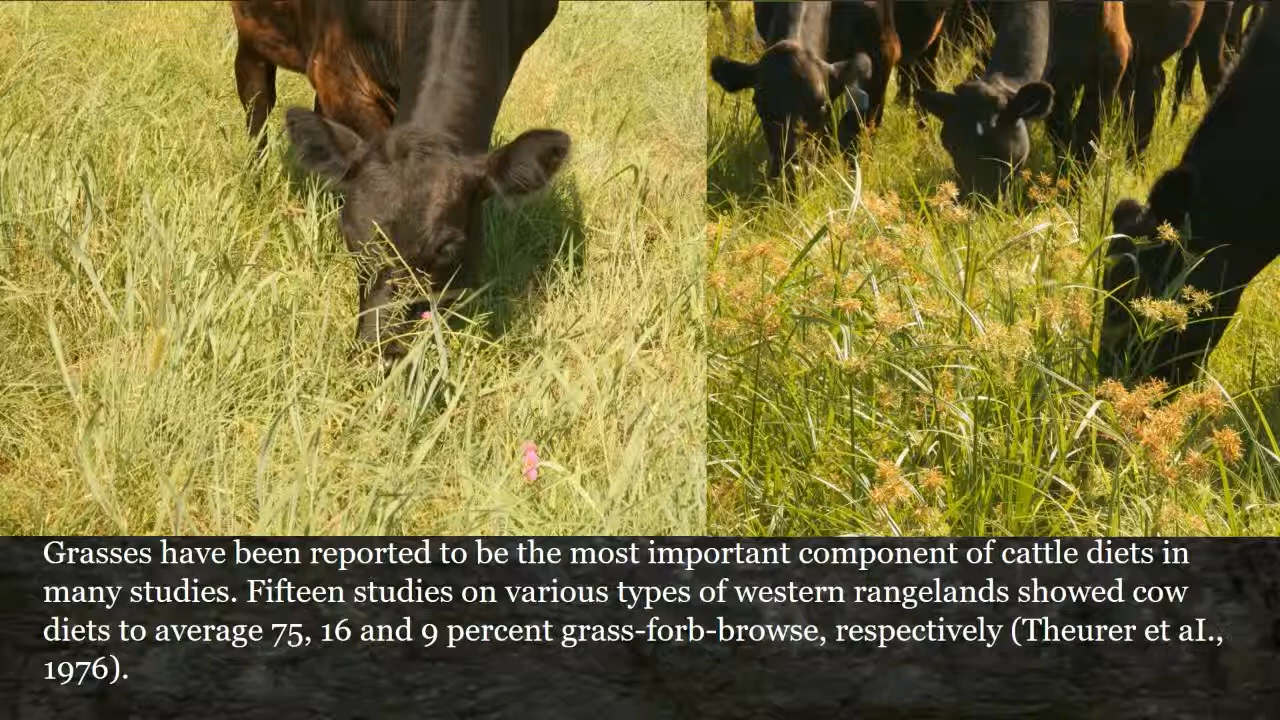 Grasses have been reported to be the most important component of cattle diets in
many studies. Fifteen studies on various types of western rangelands showed cow
diets to average 75, 16 and 9 percent grass-forb-browse, respectively (Theurer et aI.,
1976).